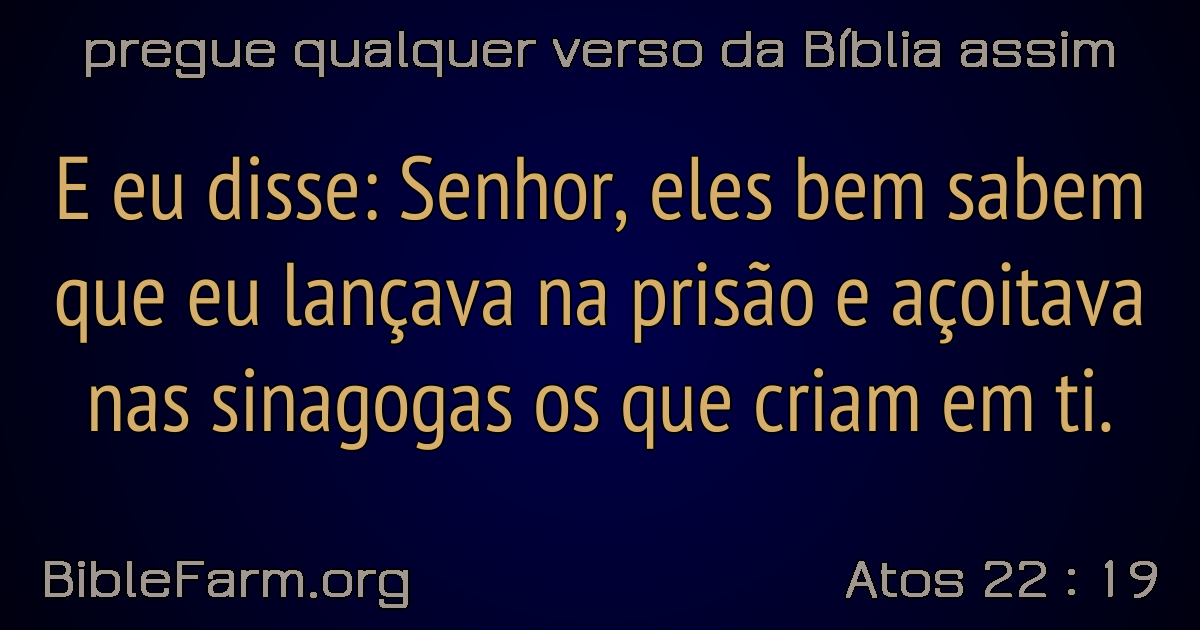 pregue qualquer verso da Bíblia assim
E eu disse: Senhor, eles bem sabem
que eu lançava na prisão e açoitava
nas sinagogas os que criam em ti.
BibleFarm.org
Atos 22 : 19